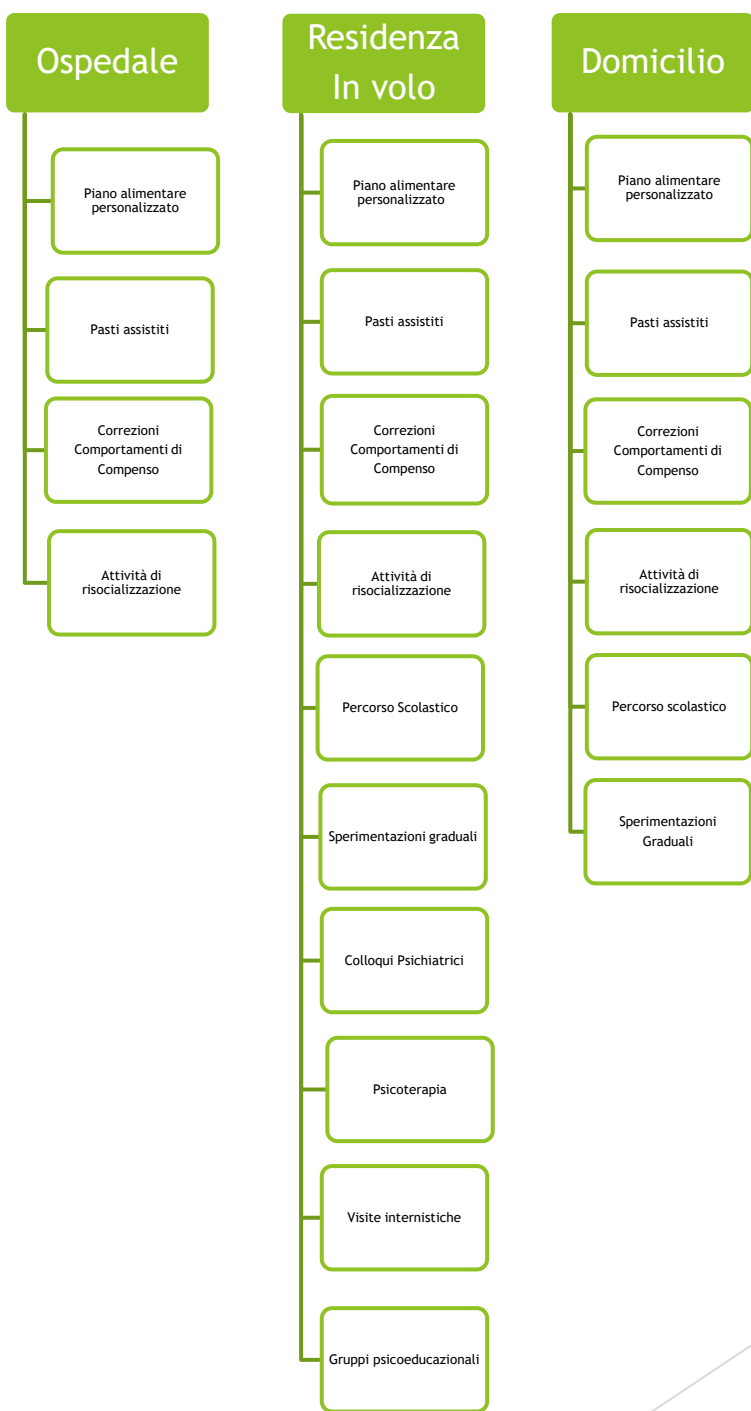 Ospedale
Piano alimentare
personalizzato
Pasti assistiti
Correzioni
Comportamenti di
Compenso
Attività di
risocializzazione
Residenza
In volo
Piano alimentare
personalizzato
Pasti assistiti
Correzioni
Comportamenti di
Compenso
Attività di
risocializzazione
Percorso Scolastico
Sperimentazioni graduali
Colloqui Psichiatrici
Psicoterapia
Visite internistiche
Gruppi psicoeducazionali
Domicilio
Piano alimentare
personalizzato
Pasti assistiti
Correzioni
Comportamenti di
Compenso
Attività di
risocializzazione
Percorso scolastico
Sperimentazioni
Graduali